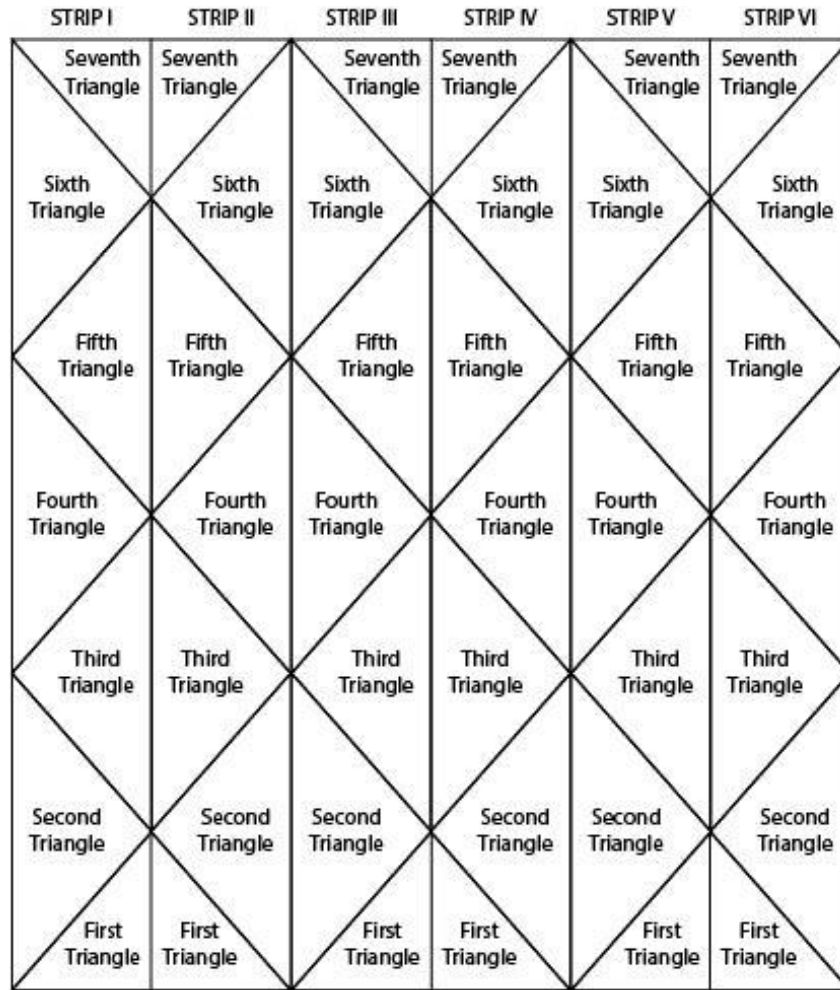 STRIP I STRIP II STRIP III STRIP IV STRIP V STRIP VI
Seventh Seventh Seventh Seventh Seventh Seventh
Triangle Triangle Triangle Triangle Triangle Triangle
Sixth Sixth Sixth Sixth Sixth Sixth
Triangle Triangle Triangle Triangle Triangle Triangle
Fifth Fifth Fifth Fifth Fifth Fifth
Triangle Triangle Triangle Triangle Triangle Triangle
Fourth Fourth Fourth Fourth Fourth Fourth
Triangle Triangle Triangle Triangle Triangle Triangle
Third Third Third Third Third Third
Triangle Triangle Triangle Triangle Triangle Triangle
Second Second Second Second Second Second
Triangle Triangle Triangle Triangle Triangle Triangle
First First First First First First
Triangle Triangle Triangle Triangle Triangle Triangle